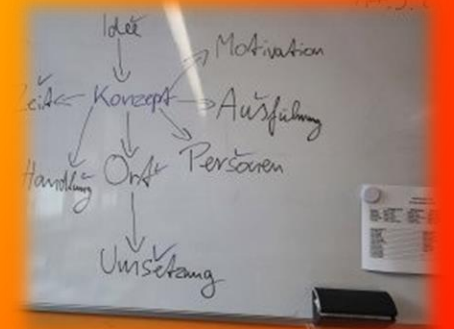 Idee
Motivation
Zeit Konzept Ausführung
Handlung Ort Personen
Umsetzung